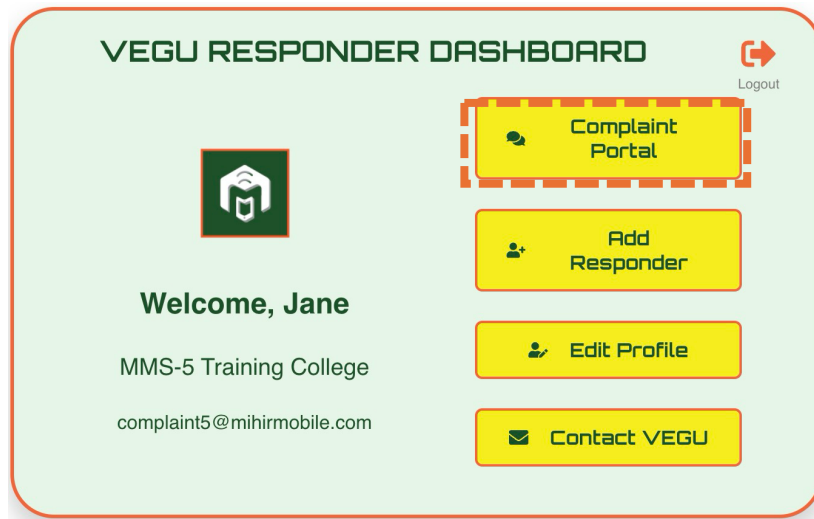 VEGU RESPONDER DASHBOARD
Logout
Complaint
Portal
Add
Responder
Welcome, Jane
Edit Profile
MMS-5 Training College
complaint5@mihirmobile.com
Contact VEGU